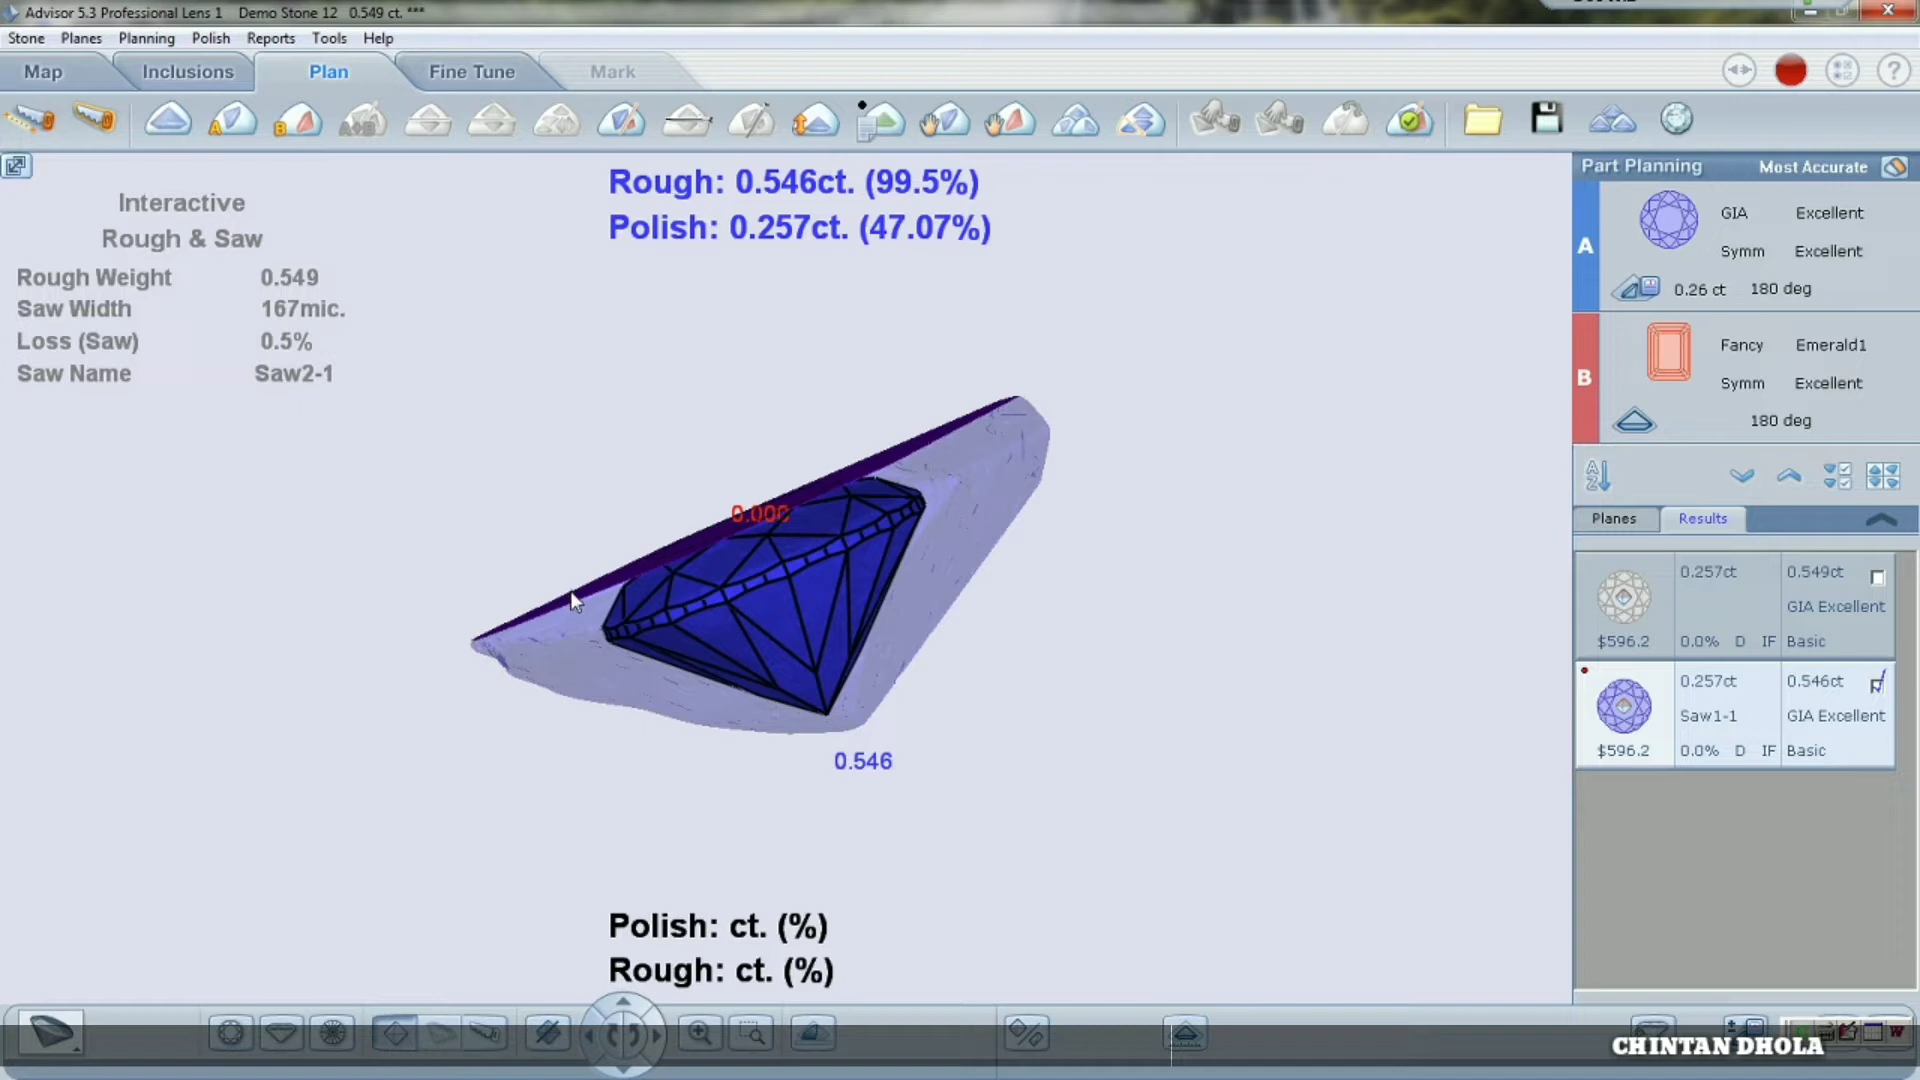 Advisor 5.3 Professional Lens 1 Demo Stone 12 0.549 ct. ***
Stone Planes Planning Polish Reports Tools Help
Map Inclusions Plan Fine Tune Mark
A B A+B
Interactive
Rough & Saw
Rough Weight 0.549
Saw Width 167mic.
Loss (Saw) 0.5%
Saw Name Saw2-1
Rough: 0.546ct. (99.5%)
Polish: 0.257ct. (47.07%)
0.000
0.546
Polish: ct. (%)
Rough: ct. (%)
Part Planning Most Accurate
A
GIA Excellent
Symm Excellent
0.26 ct 180 deg
B
Fancy Emerald1
Symm Excellent
180 deg
Planes Results
0.257ct 0.549ct
GIA Excellent
$596.2 0.0% D IF Basic
0.257ct 0.546ct
Saw1-1 GIA Excellent
$596.2 0.0% D IF Basic
CHINTAN DHOLA